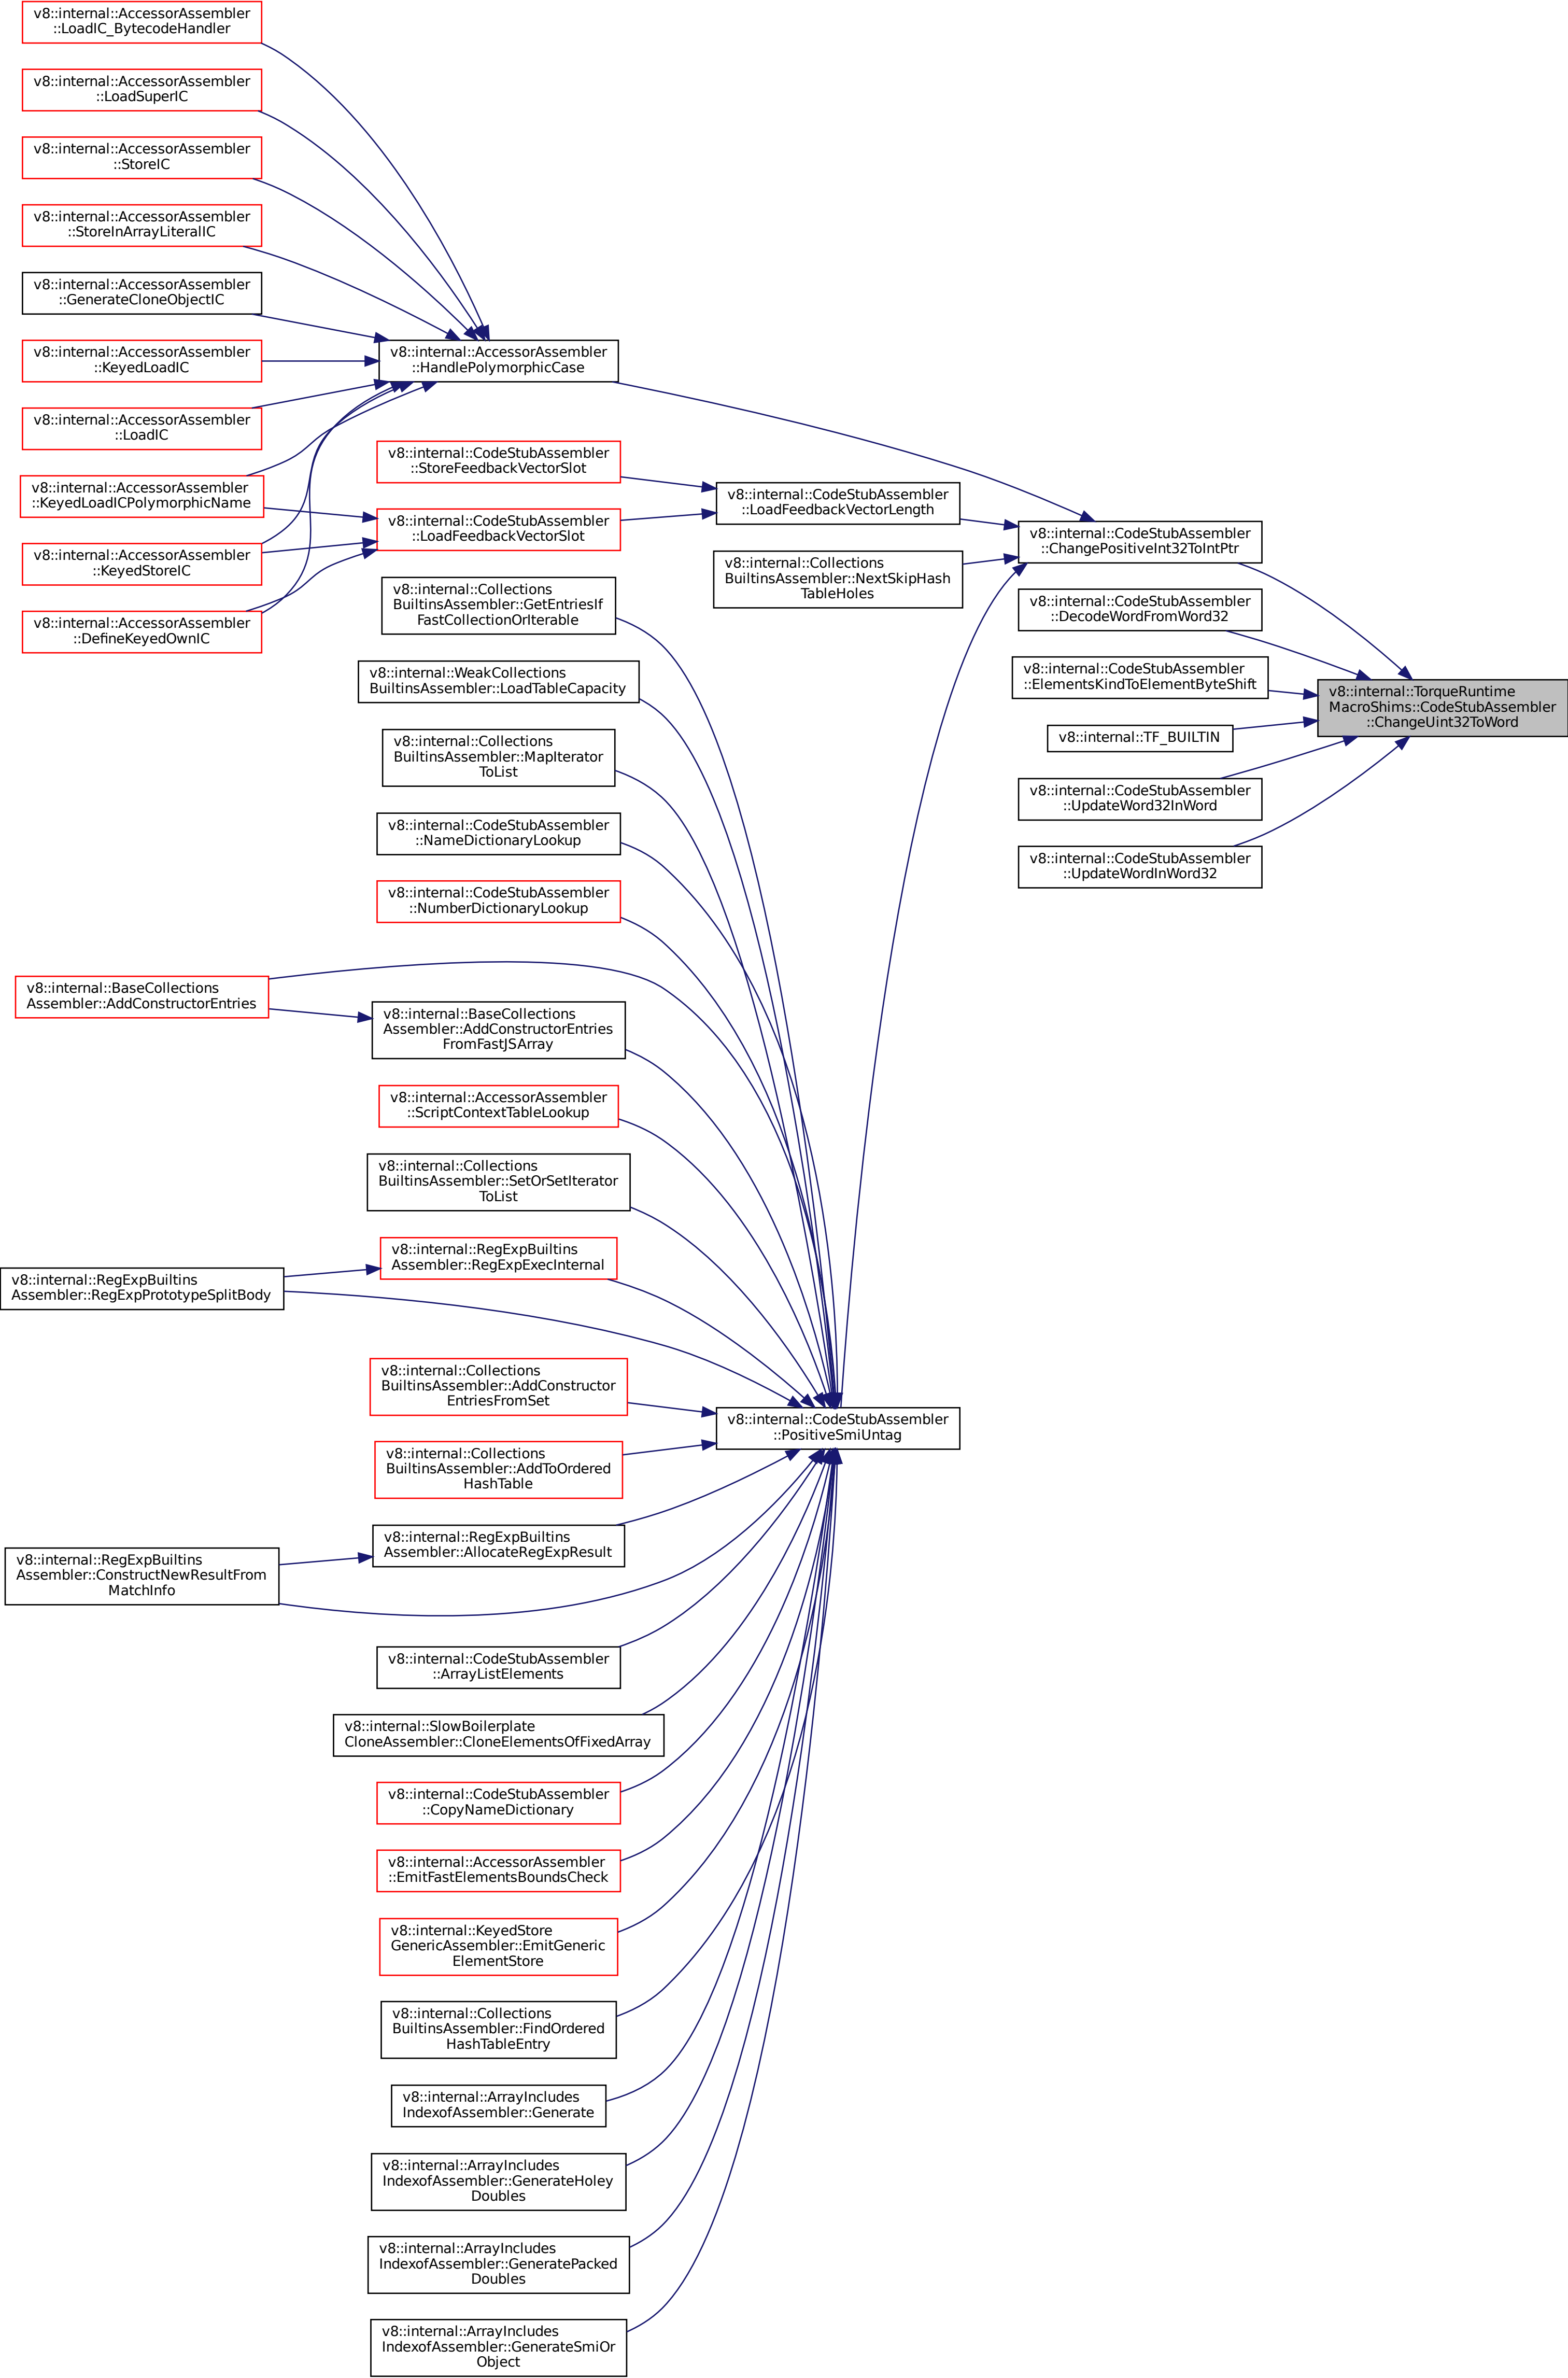 v8::internal::AccessorAssembler
::LoadIC_BytecodeHandler
v8::internal::AccessorAssembler
::LoadSuperIC
v8::internal::AccessorAssembler
::StoreIC
v8::internal::AccessorAssembler
::StoreInArrayLiteralIC
v8::internal::AccessorAssembler
::GenerateCloneObjectIC
v8::internal::AccessorAssembler
::KeyedLoadIC
v8::internal::AccessorAssembler
::LoadIC
v8::internal::AccessorAssembler
::KeyedLoadICPolymorphicName
v8::internal::AccessorAssembler
::KeyedStoreIC
v8::internal::AccessorAssembler
::DefineKeyedOwnIC
v8::internal::BaseCollections
Assembler::AddConstructorEntries
v8::internal::RegExpBuiltins
Assembler::RegExpPrototypeSplitBody
v8::internal::RegExpBuiltins
Assembler::ConstructNewResultFrom
MatchInfo
v8::internal::AccessorAssembler
::HandlePolymorphicCase
v8::internal::CodeStubAssembler
::StoreFeedbackVectorSlot
v8::internal::CodeStubAssembler
::LoadFeedbackVectorSlot
v8::internal::Collections
BuiltinsAssembler::GetEntriesIf
FastCollectionOrIterable
v8::internal::WeakCollections
BuiltinsAssembler::LoadTableCapacity
v8::internal::Collections
BuiltinsAssembler::MapIterator
ToList
v8::internal::CodeStubAssembler
::NameDictionaryLookup
v8::internal::CodeStubAssembler
::NumberDictionaryLookup
v8::internal::BaseCollections
Assembler::AddConstructorEntries
FromFastJSArray
v8::internal::AccessorAssembler
::ScriptContextTableLookup
v8::internal::Collections
BuiltinsAssembler::SetOrSetIterator
ToList
v8::internal::RegExpBuiltins
Assembler::RegExpExecInternal
v8::internal::Collections
BuiltinsAssembler::AddConstructor
EntriesFromSet
v8::internal::Collections
BuiltinsAssembler::AddToOrdered
HashTable
v8::internal::RegExpBuiltins
Assembler::AllocateRegExpResult
v8::internal::CodeStubAssembler
::ArrayListElements
v8::internal::SlowBoilerplate
CloneAssembler::CloneElementsOfFixedArray
v8::internal::CodeStubAssembler
::CopyNameDictionary
v8::internal::AccessorAssembler
::EmitFastElementsBoundsCheck
v8::internal::KeyedStore
GenericAssembler::EmitGeneric
ElementStore
v8::internal::Collections
BuiltinsAssembler::FindOrdered
HashTableEntry
v8::internal::ArrayIncludes
IndexofAssembler::Generate
v8::internal::ArrayIncludes
IndexofAssembler::GenerateHoley
Doubles
v8::internal::ArrayIncludes
IndexofAssembler::GeneratePacked
Doubles
v8::internal::ArrayIncludes
IndexofAssembler::GenerateSmiOr
Object
v8::internal::CodeStubAssembler
::LoadFeedbackVectorLength
v8::internal::Collections
BuiltinsAssembler::NextSkipHash
TableHoles
v8::internal::CodeStubAssembler
::PositiveSmiUntag
v8::internal::CodeStubAssembler
::ChangePositiveInt32ToIntPtr
v8::internal::CodeStubAssembler
::DecodeWordFromWord32
v8::internal::CodeStubAssembler
::ElementsKindToElementByteShift
v8::internal::TF_BUILTIN
v8::internal::CodeStubAssembler
::UpdateWord32InWord
v8::internal::CodeStubAssembler
::UpdateWordInWord32
v8::internal::TorqueRuntime
MacroShims::CodeStubAssembler
::ChangeUint32ToWord